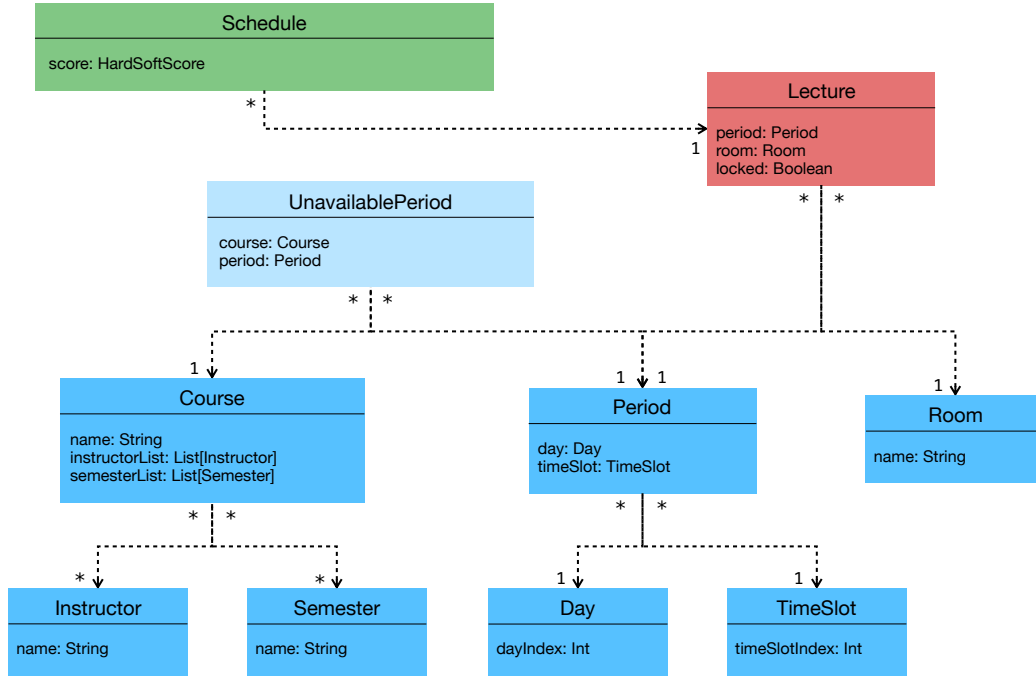 Schedule
score: HardSoftScore
*
1
Lecture
period: Period
room: Room
locked: Boolean
* *
UnavailablePeriod
course: Course
period: Period
* *
1
1 1
1
Course
name: String
instructorList: List[Instructor]
semesterList: List[Semester]
* *
Period
day: Day
timeSlot: TimeSlot
* *
Room
name: String
*
*
1
1
Instructor
name: String
Semester
name: String
Day
dayIndex: Int
TimeSlot
timeSlotIndex: Int